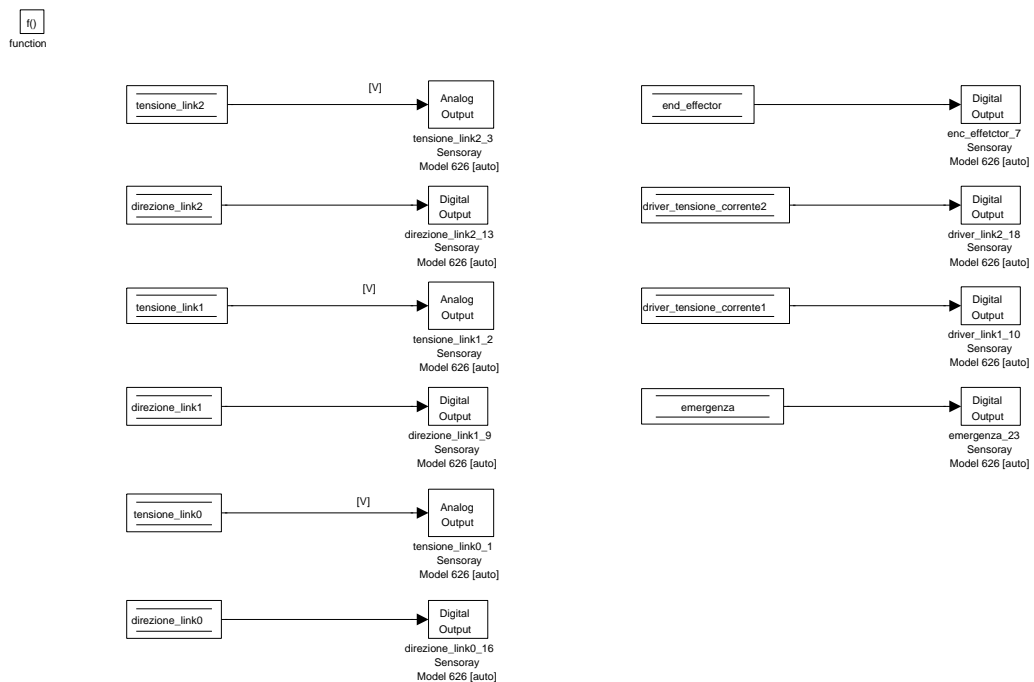 f()
function
tensione_link2
[V]
Analog
Output
tensione_link2_3
Sensoray
Model 626 [auto]
direzione_link2
Digital
Output
direzione_link2_13
Sensoray
Model 626 [auto]
tensione_link1
[V]
Analog
Output
tensione_link1_2
Sensoray
Model 626 [auto]
direzione_link1
Digital
Output
direzione_link1_9
Sensoray
Model 626 [auto]
tensione_link0
[V]
Analog
Output
tensione_link0_1
Sensoray
Model 626 [auto]
direzione_link0
Digital
Output
direzione_link0_16
Sensoray
Model 626 [auto]
end_effector
Digital
Output
enc_effetctor_7
Sensoray
Model 626 [auto]
driver_tensione_corrente2
Digital
Output
driver_link2_18
Sensoray
Model 626 [auto]
driver_tensione_corrente1
Digital
Output
driver_link1_10
Sensoray
Model 626 [auto]
emergenza
Digital
Output
emergenza_23
Sensoray
Model 626 [auto]